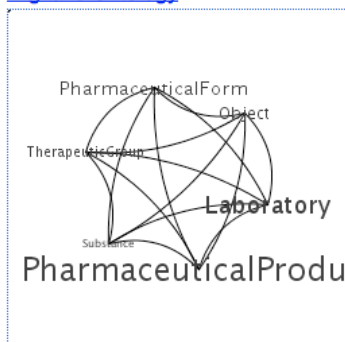 PharmaceuticalForm
Object
TherapeuticGroup
Laboratory
Substance
PharmaceuticalProdu